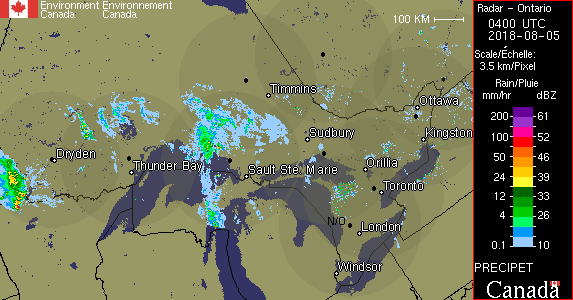 Environment Environnement
Canada Canada
100 KM
Timmins
Ottawa
Sudbury
Kingston
Dryden
Thunder Bay
Sault Ste. Marie
Orillia
Toronto
N/O
London
Windsor
Radar - Ontario
0400 UTC
2018-08-05
Scale/Échelle:
3.5 km/Pixel
Rain/Pluie
mm/hr dBZ
200 61
100 52
50 46
24 39
12 33
4 26
0.1 10
PRECIPET
Canada